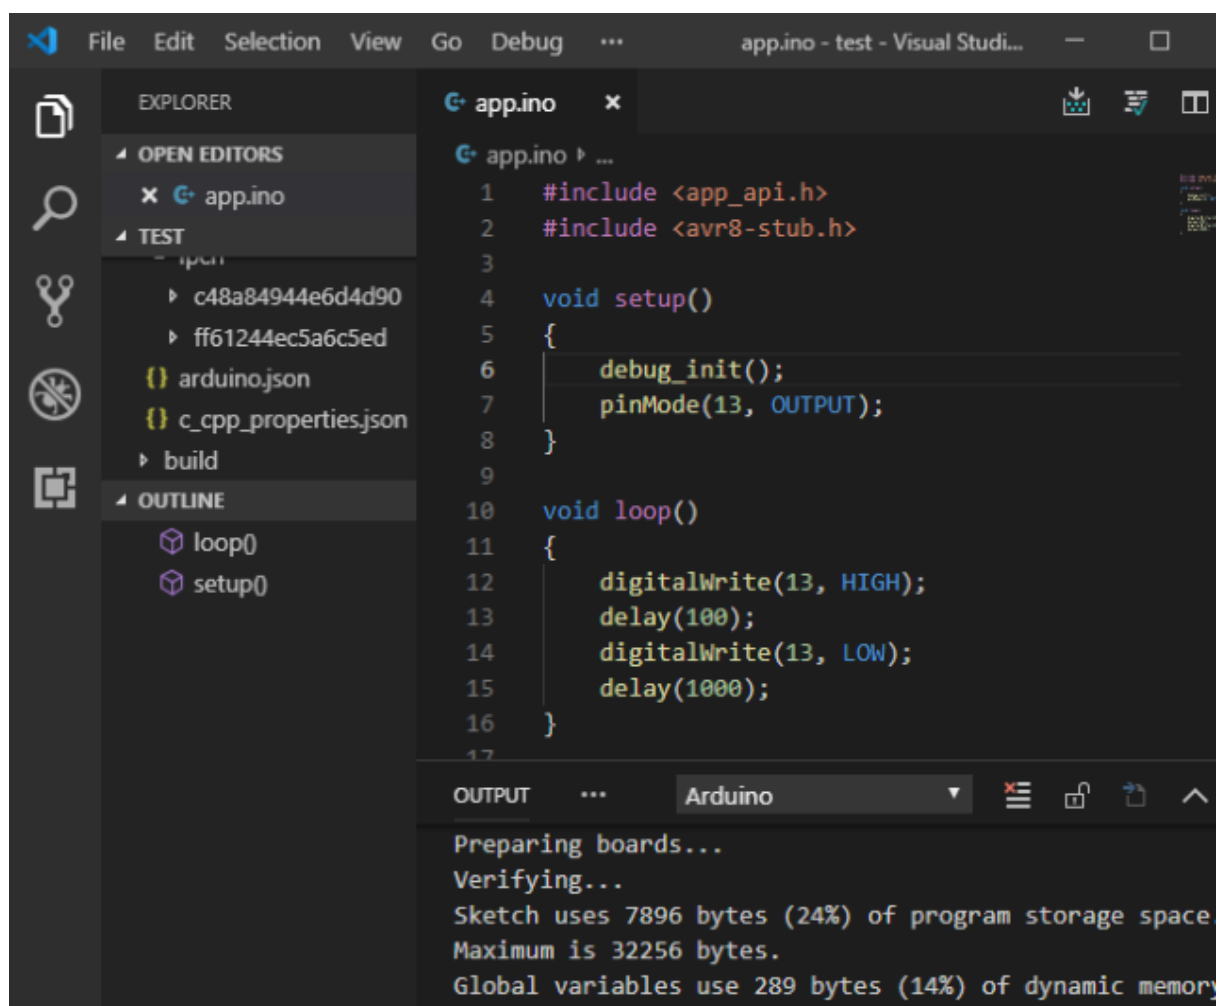 File Edit Selection View Go Debug ··· app.ino - test - Visual Studi...
EXPLORER
OPEN EDITORS
app.ino
TEST
c48a84944e6d4d90
ff61244ec5a6c5ed
{} arduino.json
{} c_cpp_properties.json
build
OUTLINE
loop()
setup()
app.ino
app.ino ...
1 #include <app_api.h>
2 #include <avr8-stub.h>
3
4 void setup()
5 {
6 debug_init();
7 pinMode(13, OUTPUT);
8 }
9
10 void loop()
11 {
12 digitalWrite(13, HIGH);
13 delay(100);
14 digitalWrite(13, LOW);
15 delay(1000);
16 }
17
OUTPUT ··· Arduino
Preparing boards...
Verifying...
Sketch uses 7896 bytes (24%) of program storage space.
Maximum is 32256 bytes.
Global variables use 289 bytes (14%) of dynamic memory